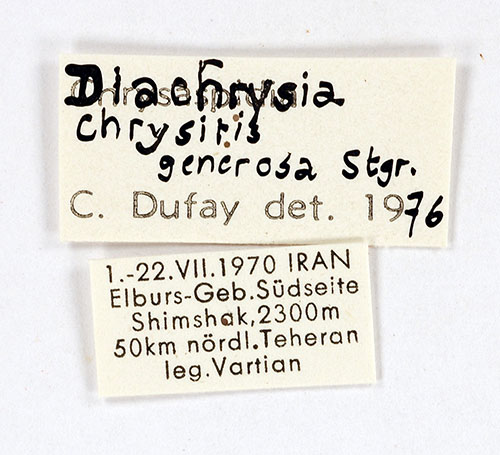 Diachrysia
chrysitis
generosa Stgr.
C. Dufay det. 1976
1.-22.VII.1970 IRAN
Elburs-Geb.Südseite
Shimshak,2300m
50km nördl.Teheran
leg.Vartian